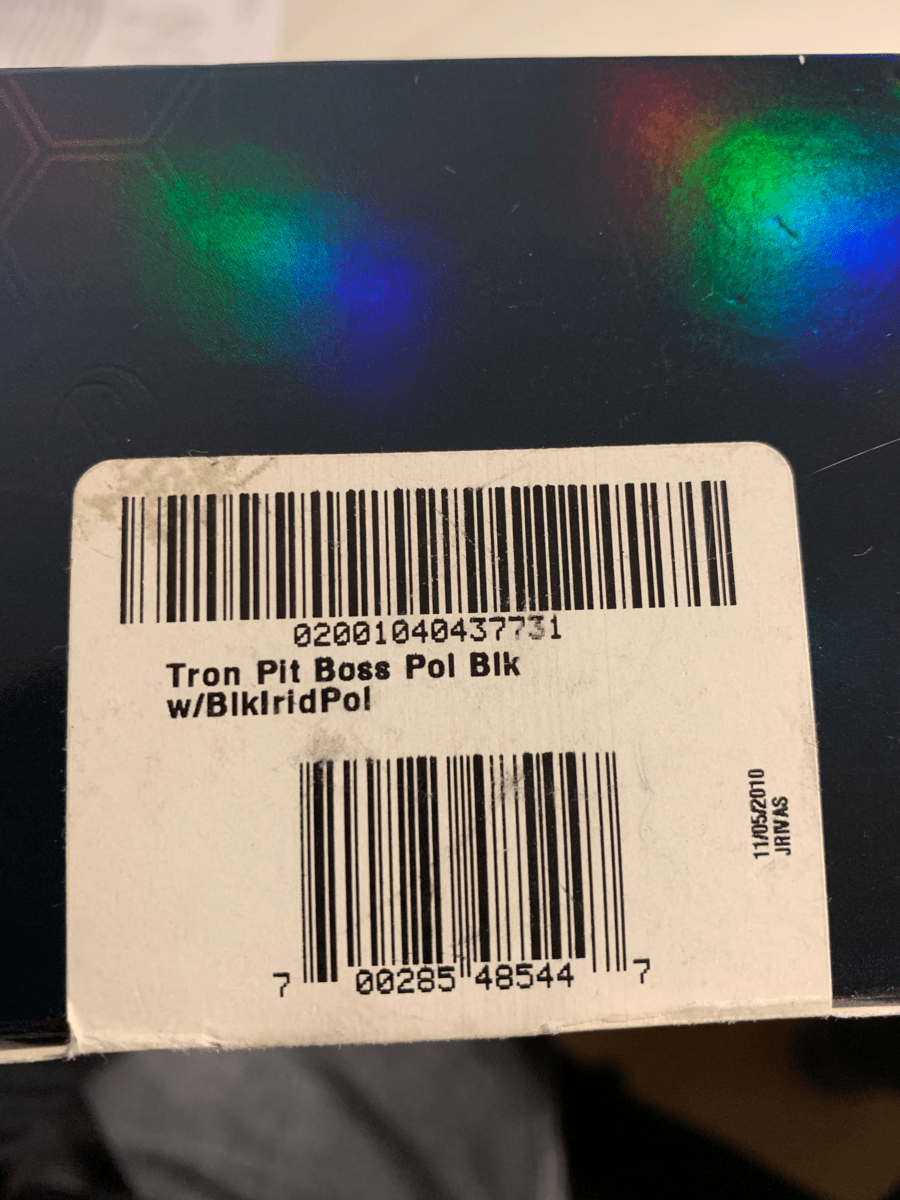 02001040437731
Tron Pit Boss Pol Blk
w/BlkIridPol
11/05/2010
JRIVAS
7 00285 48544 7